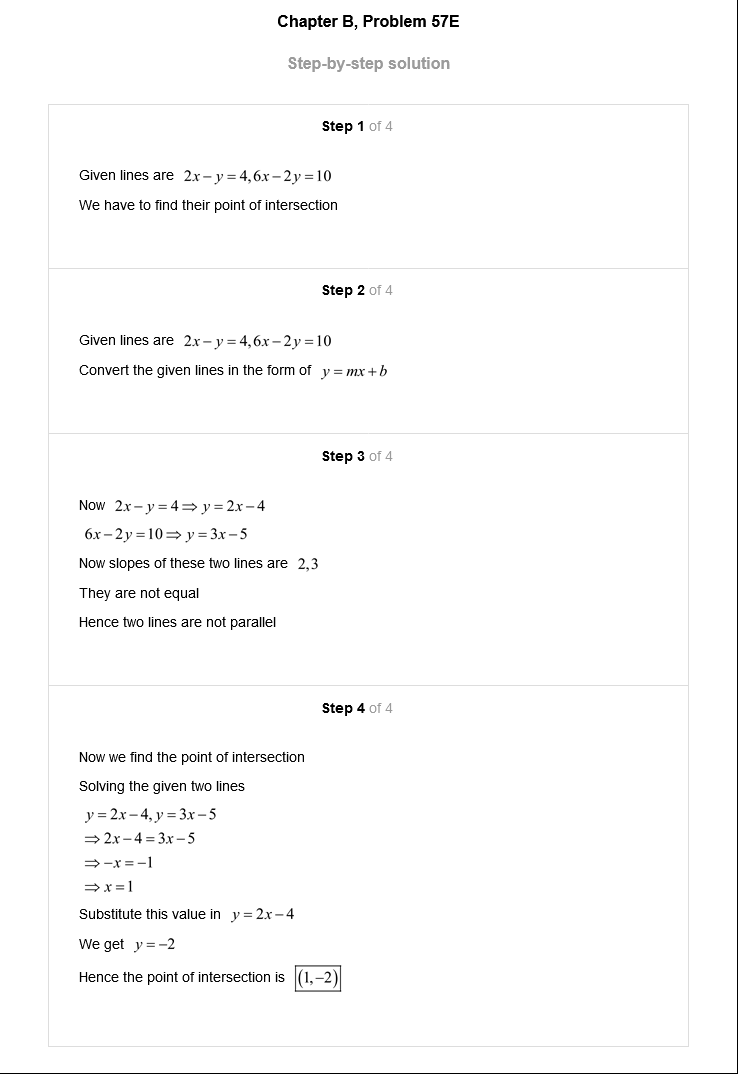 Chapter B, Problem 57E
Step-by-step solution
Step 1 of 4
Given lines are 2x − y = 4, 6x − 2y = 10
We have to find their point of intersection
Step 2 of 4
Given lines are 2x − y = 4, 6x − 2y = 10
Convert the given lines in the form of y = mx + b
Step 3 of 4
Now 2x − y = 4 ⇒ y = 2x − 4
6x − 2y = 10 ⇒ y = 3x − 5
Now slopes of these two lines are 2,3
They are not equal
Hence two lines are not parallel
Step 4 of 4
Now we find the point of intersection
Solving the given two lines
y = 2x − 4, y = 3x − 5
⇒ 2x − 4 = 3x − 5
⇒ −x = −1
⇒ x = 1
Substitute this value in y = 2x − 4
We get y = −2
Hence the point of intersection is (1, −2)